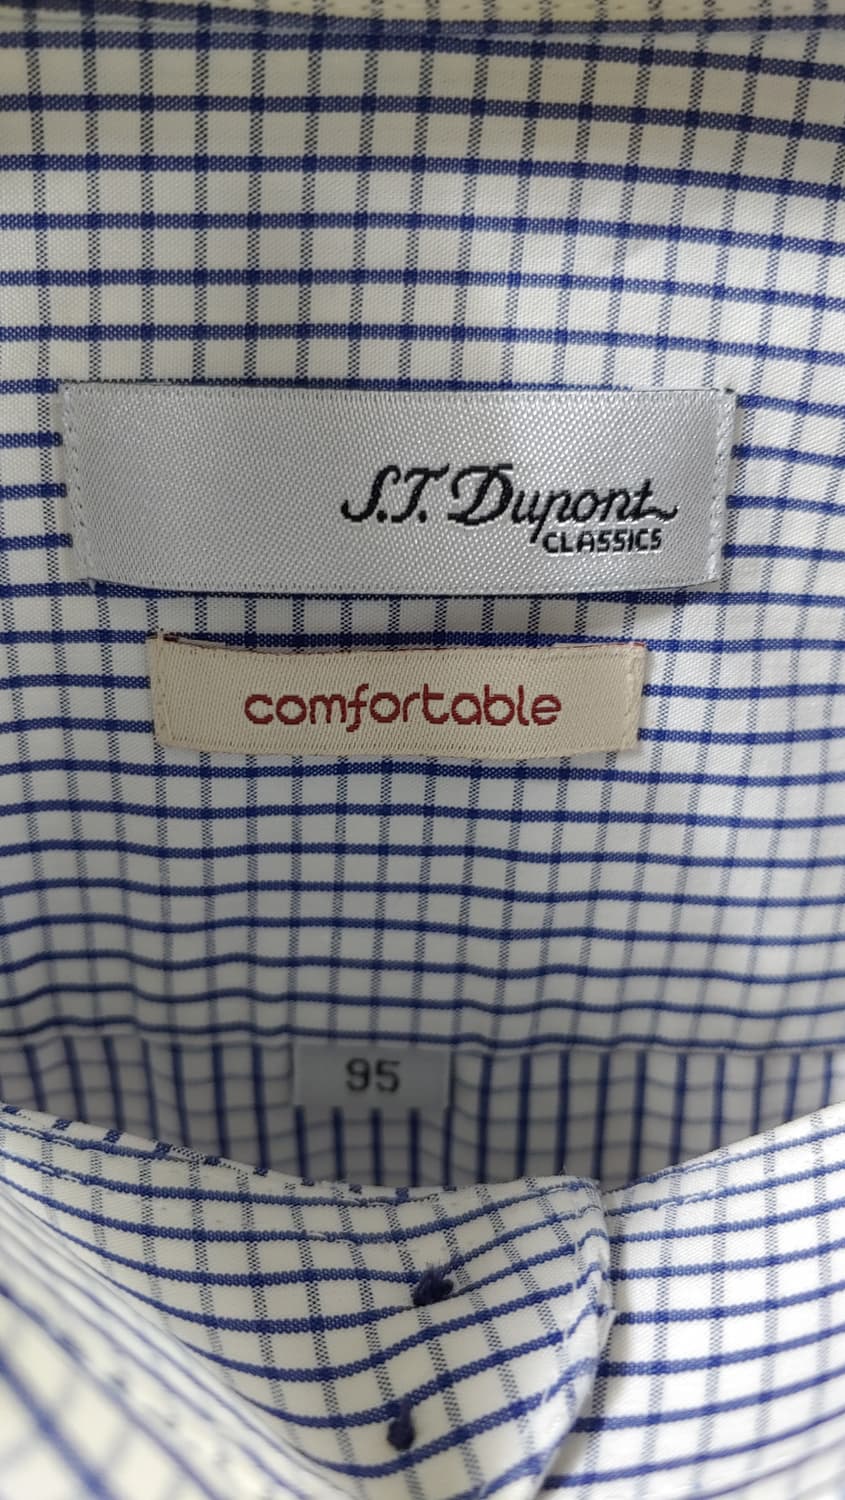 S.T. Dupont
CLASSICS
comfortable
95